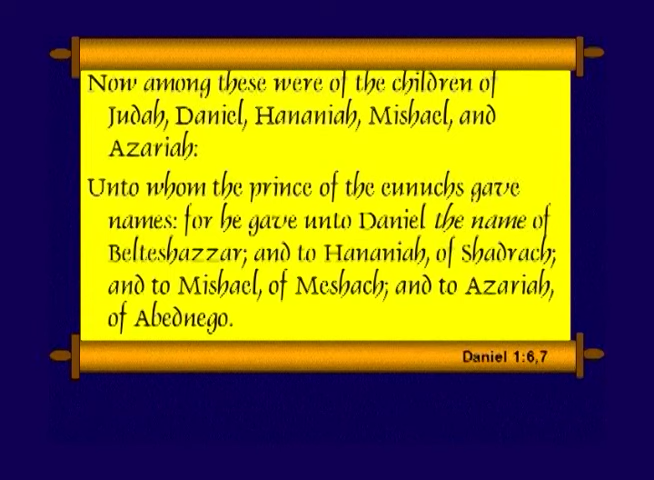 Now among these were of the children of
Judah, Daniel, Hananiah, Mishael, and
Azariah:
Unto whom the prince of the eunuchs gave
names: for he gave unto Daniel the name of
Belteshazzar; and to Hananiah, of Shadrach;
and to Mishael, of Meshach; and to Azariah,
of Abednego.
Daniel 1:6,7